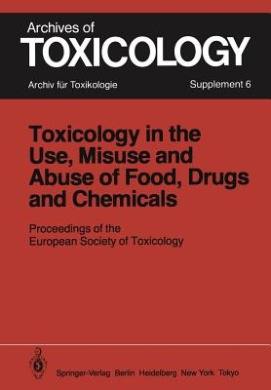 Archives of
TOXICOLOGY
Archiv für Toxikologie
Supplement 6
Toxicology in the
Use, Misuse and
Abuse of Food, Drugs
and Chemicals
Proceedings of the
European Society of Toxicology
Springer-Verlag Berlin Heidelberg New York Tokyo